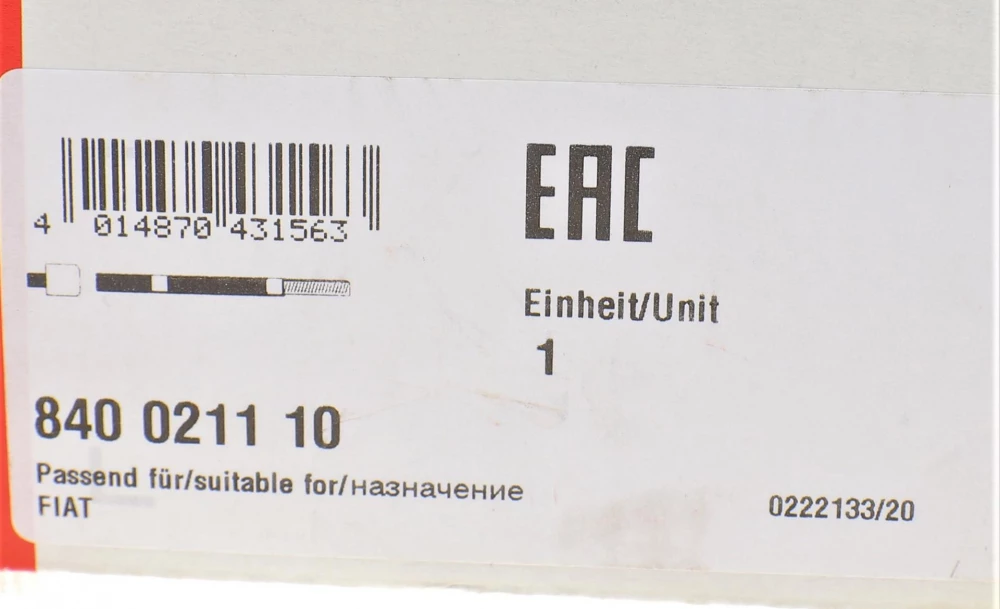 4 014870 431563
EAC
Einheit/Unit
1
840 0211 10
Passend für/suitable for/назначение
FIAT
0222133/20